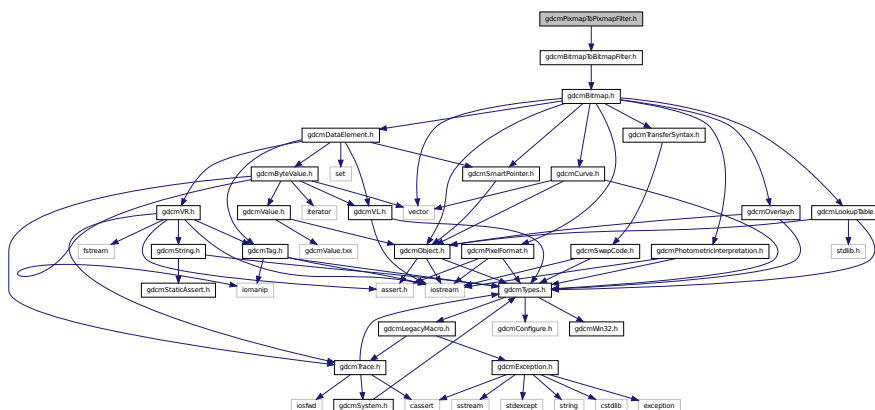 gdcmPixmapToPixmapFilter.h
gdcmBitmapToBitmapFilter.h
gdcmBitmap.h
gdcmDataElement.h
gdcmTransferSyntax.h
gdcmByteValue.h
set
gdcmSmartPointer.h
gdcmCurve.h
gdcmVR.h
gdcmValue.h
iterator
gdcmVL.h
vector
gdcmOverlay.h
gdcmLookupTable.
fstream
gdcmString.h
gdcmTag.h
gdcmValue.txx
gdcmObject.h
gdcmPixelFormat.h
gdcmSwapCode.h
gdcmPhotometricInterpretation.h
stdlib.h
gdcmStaticAssert.h
iomanip
assert.h
iostream
gdcmTypes.h
gdcmLegacyMacro.h
gdcmConfigure.h
gdcmWin32.h
gdcmTrace.h
gdcmException.h
iosfwd
gdcmSystem.h
cassert
sstream
stdexcept
string
cstdlib
exception